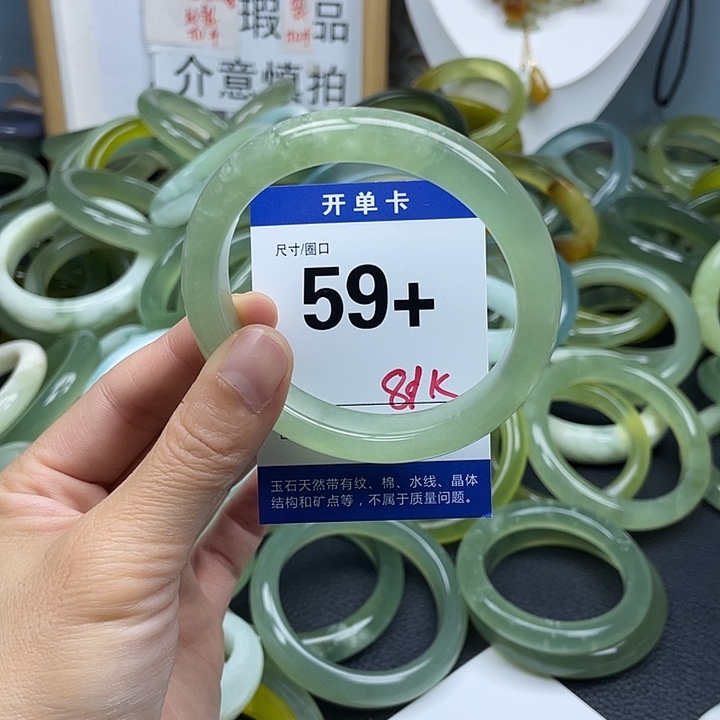 瑕 品
介意慎拍
开单卡
尺寸/圈口
59+
玉石天然带有纹、棉、水线、晶体
结构和矿点等，不属于质量问题。